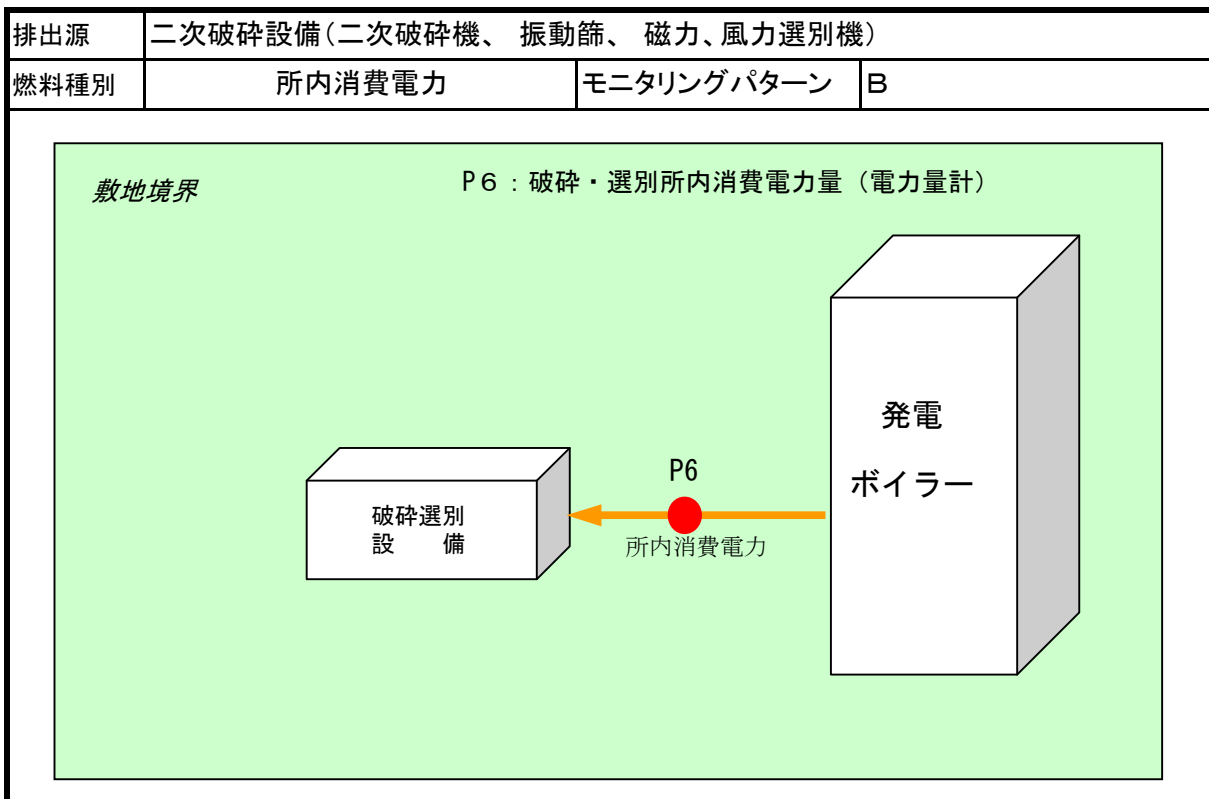 排出源 二次破砕設備(二次破砕機、 振動篩、 磁力、風力選別機)
燃料種別 所内消費電力 モニタリングパターン B
敷地境界 P6：破砕・選別所内消費電力量（電力量計）
発電
ボイラー
P6
破砕選別
設　備
所内消費電力